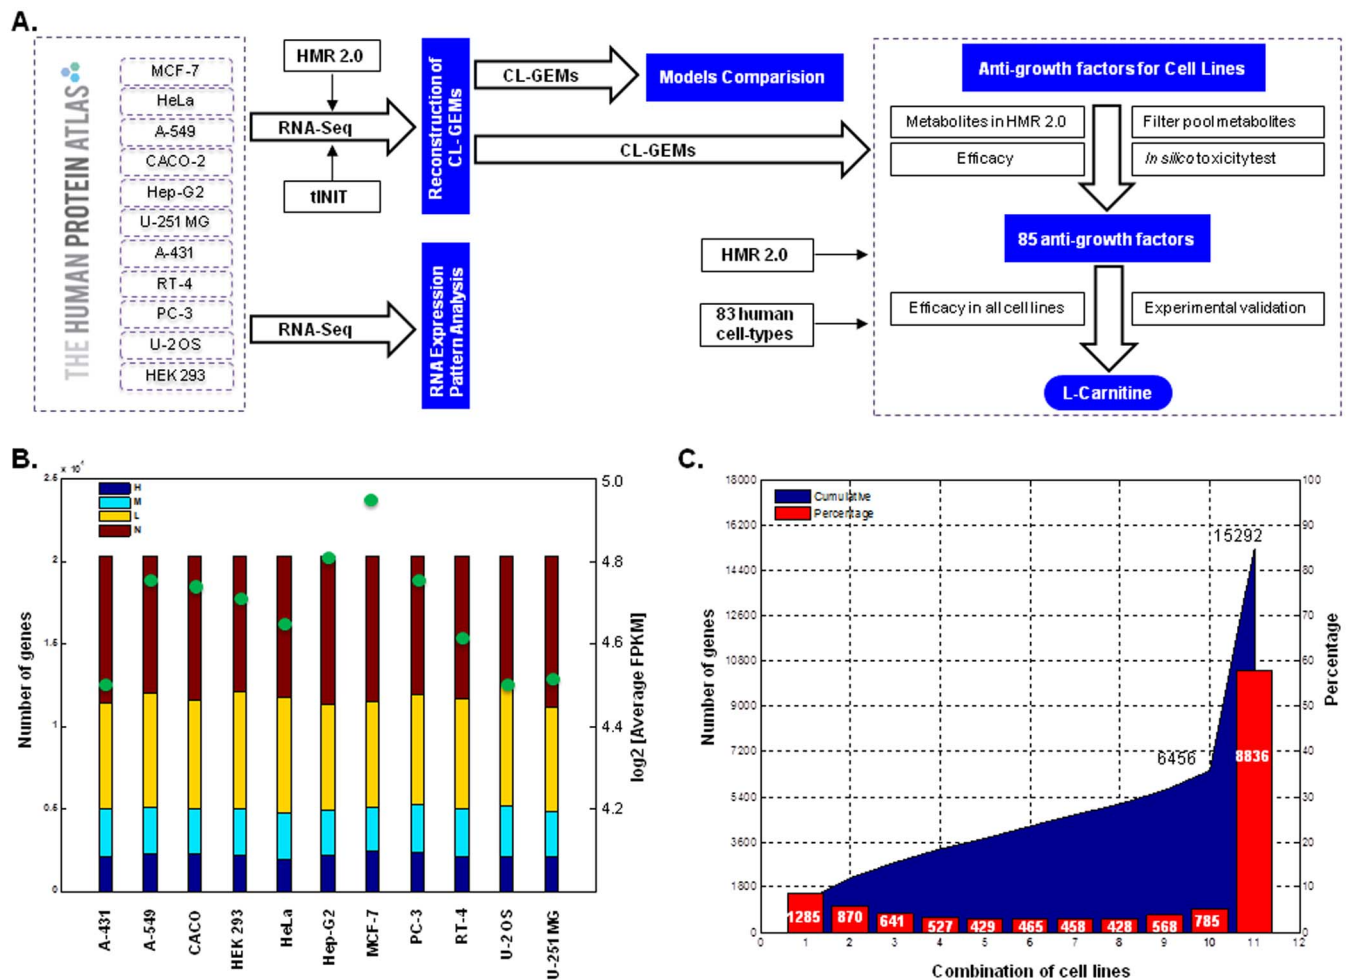 A.
THE HUMAN PROTEIN ATLAS
MCF-7
HeLa
A-549
CACO-2
Hep-G2
U-251 MG
A-431
RT-4
PC-3
U-2 OS
HEK 293
HMR 2.0
RNA-Seq
tINIT
RNA-Seq
Reconstruction of
CL- GEMs
RNA Expression
Pattern Analysis
CL-GEMs
Models Comparision
CL-GEMs
HMR 2.0
83 human
cell-types
Anti-growth factors for Cell Lines
Metabolites in HMR 2.0
Filter pool metabolites
Efficacy
In silico toxicity test
85 anti-growth factors
Efficacy in all cell lines
Experimental validation
L-Carnitine
B.
2.5 x 10
5.0
H
M
L
N
2
4.8
1.5
4.6
1
4.4
0.5
4.2
0
Number of genes
log2 [Average FPKM]
A-431
A-549
CACO
HEK 293
HeLa
Hep-G2
MCF-7
PC-3
RT-4
U-2 OS
U-251 MG
C.
18000
16200
14400
12600
10800
9000
7200
5400
3600
1800
0
Number of genes
Cumulative
Percentage
15292
6456
1285
870
641
527
429
465
458
428
568
785
8836
100
90
80
70
60
50
40
30
20
10
0
Percentage
0
1
2
3
4
5
6
7
8
9
10
11
12
Combination of cell lines